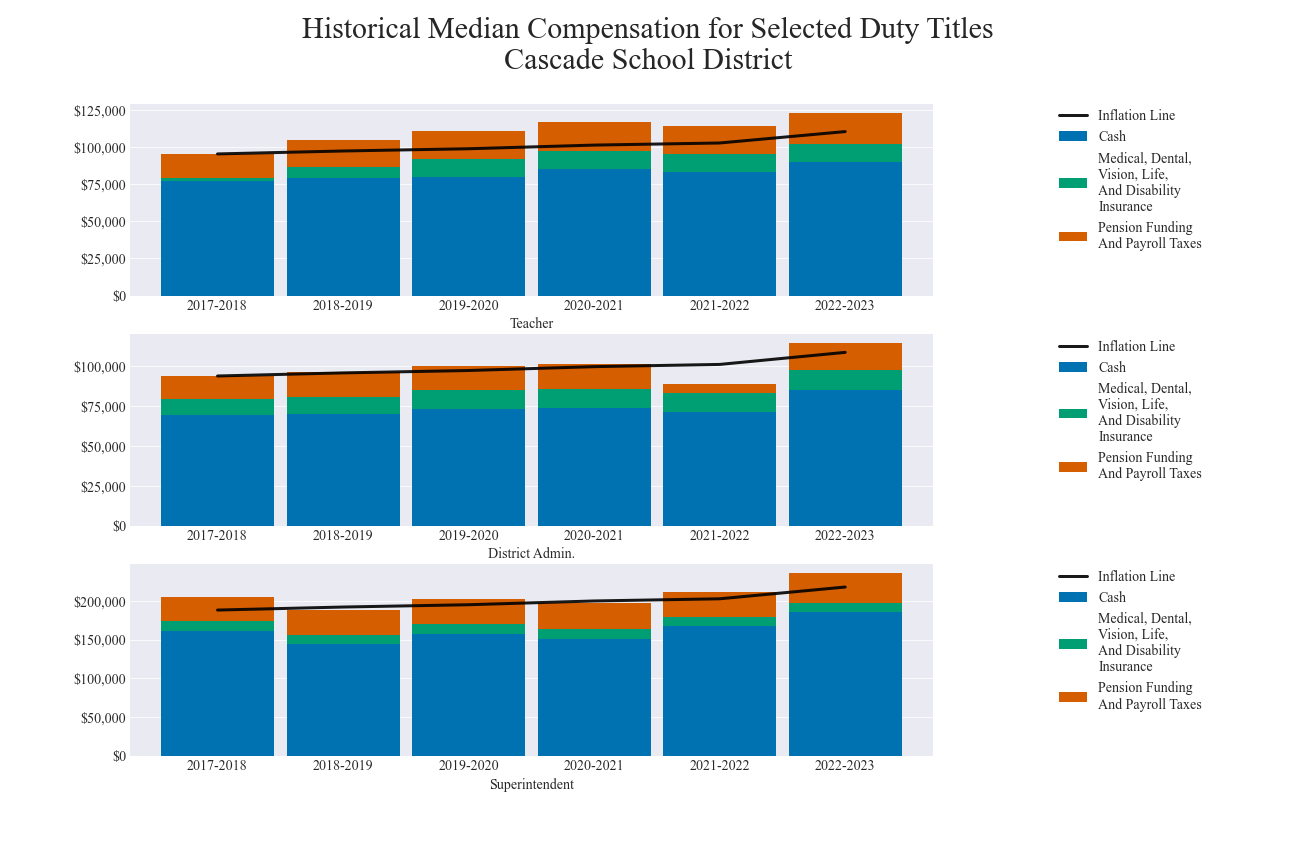 Historical Median Compensation for Selected Duty Titles
Cascade School District
$125,000
$100,000
$75,000
$50,000
$25,000
$0
2017-2018
2018-2019
2019-2020
2020-2021
2021-2022
2022-2023
Teacher
Inflation Line
Cash
Medical, Dental,
Vision, Life,
And Disability
Insurance
Pension Funding
And Payroll Taxes
$100,000
$75,000
$50,000
$25,000
$0
2017-2018
2018-2019
2019-2020
2020-2021
2021-2022
2022-2023
District Admin.
Inflation Line
Cash
Medical, Dental,
Vision, Life,
And Disability
Insurance
Pension Funding
And Payroll Taxes
$200,000
$150,000
$100,000
$50,000
$0
2017-2018
2018-2019
2019-2020
2020-2021
2021-2022
2022-2023
Superintendent
Inflation Line
Cash
Medical, Dental,
Vision, Life,
And Disability
Insurance
Pension Funding
And Payroll Taxes